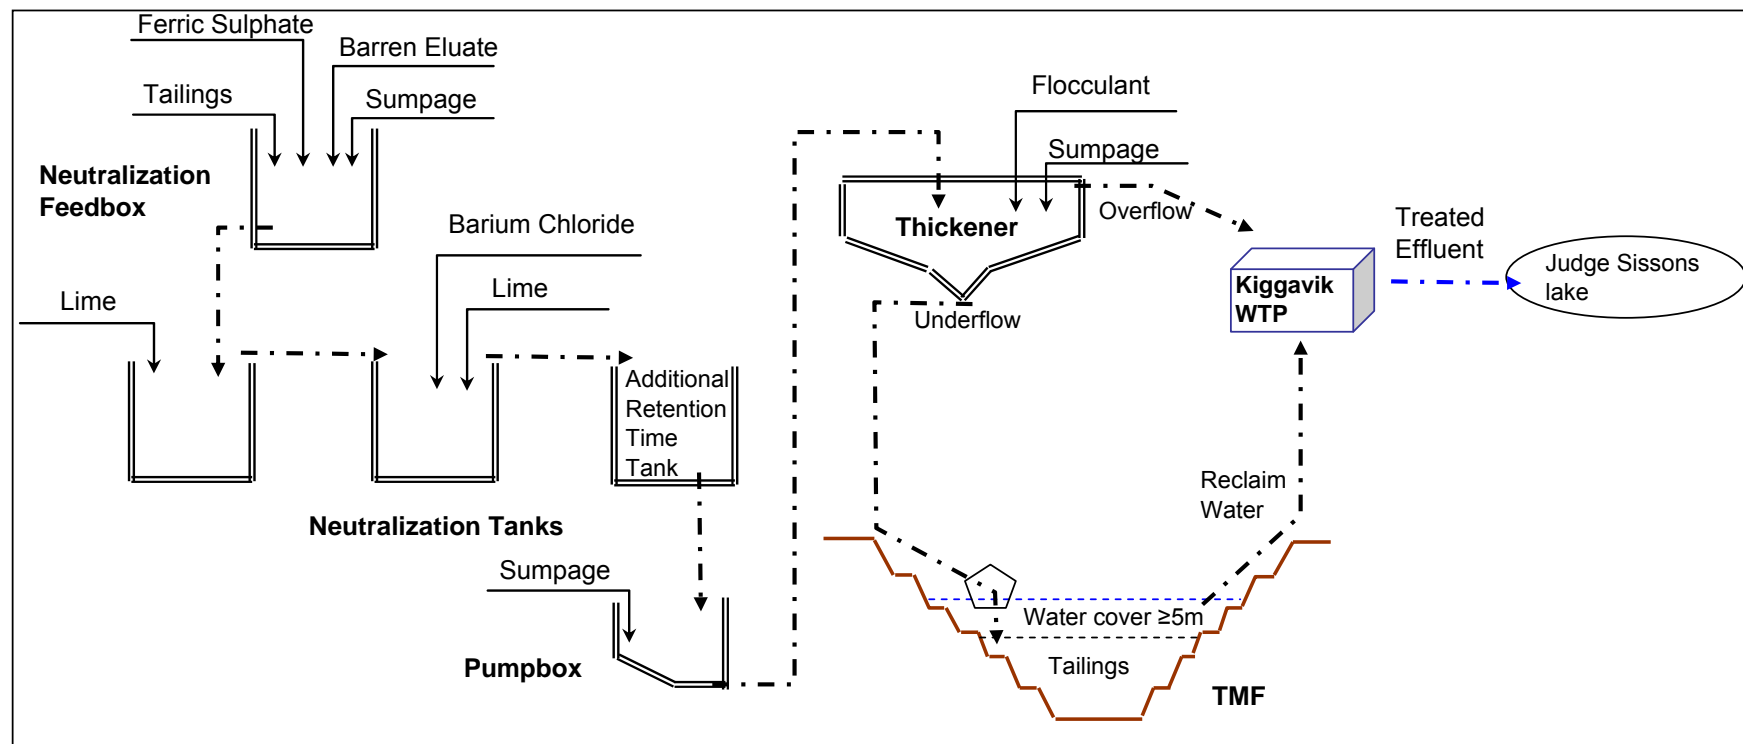 Ferric Sulphate
Barren Eluate
Tailings
Sumpage
Neutralization
Feedbox
Lime
Barium Chloride
Lime
Additional
Retention
Time
Tank
Neutralization Tanks
Sumpage
Pumpbox
Flocculant
Sumpage
Thickener
Overflow
Underflow
Kiggavik
WTP
Treated
Effluent
Judge Sissons
lake
Reclaim
Water
Water cover ≥5m
Tailings
TMF